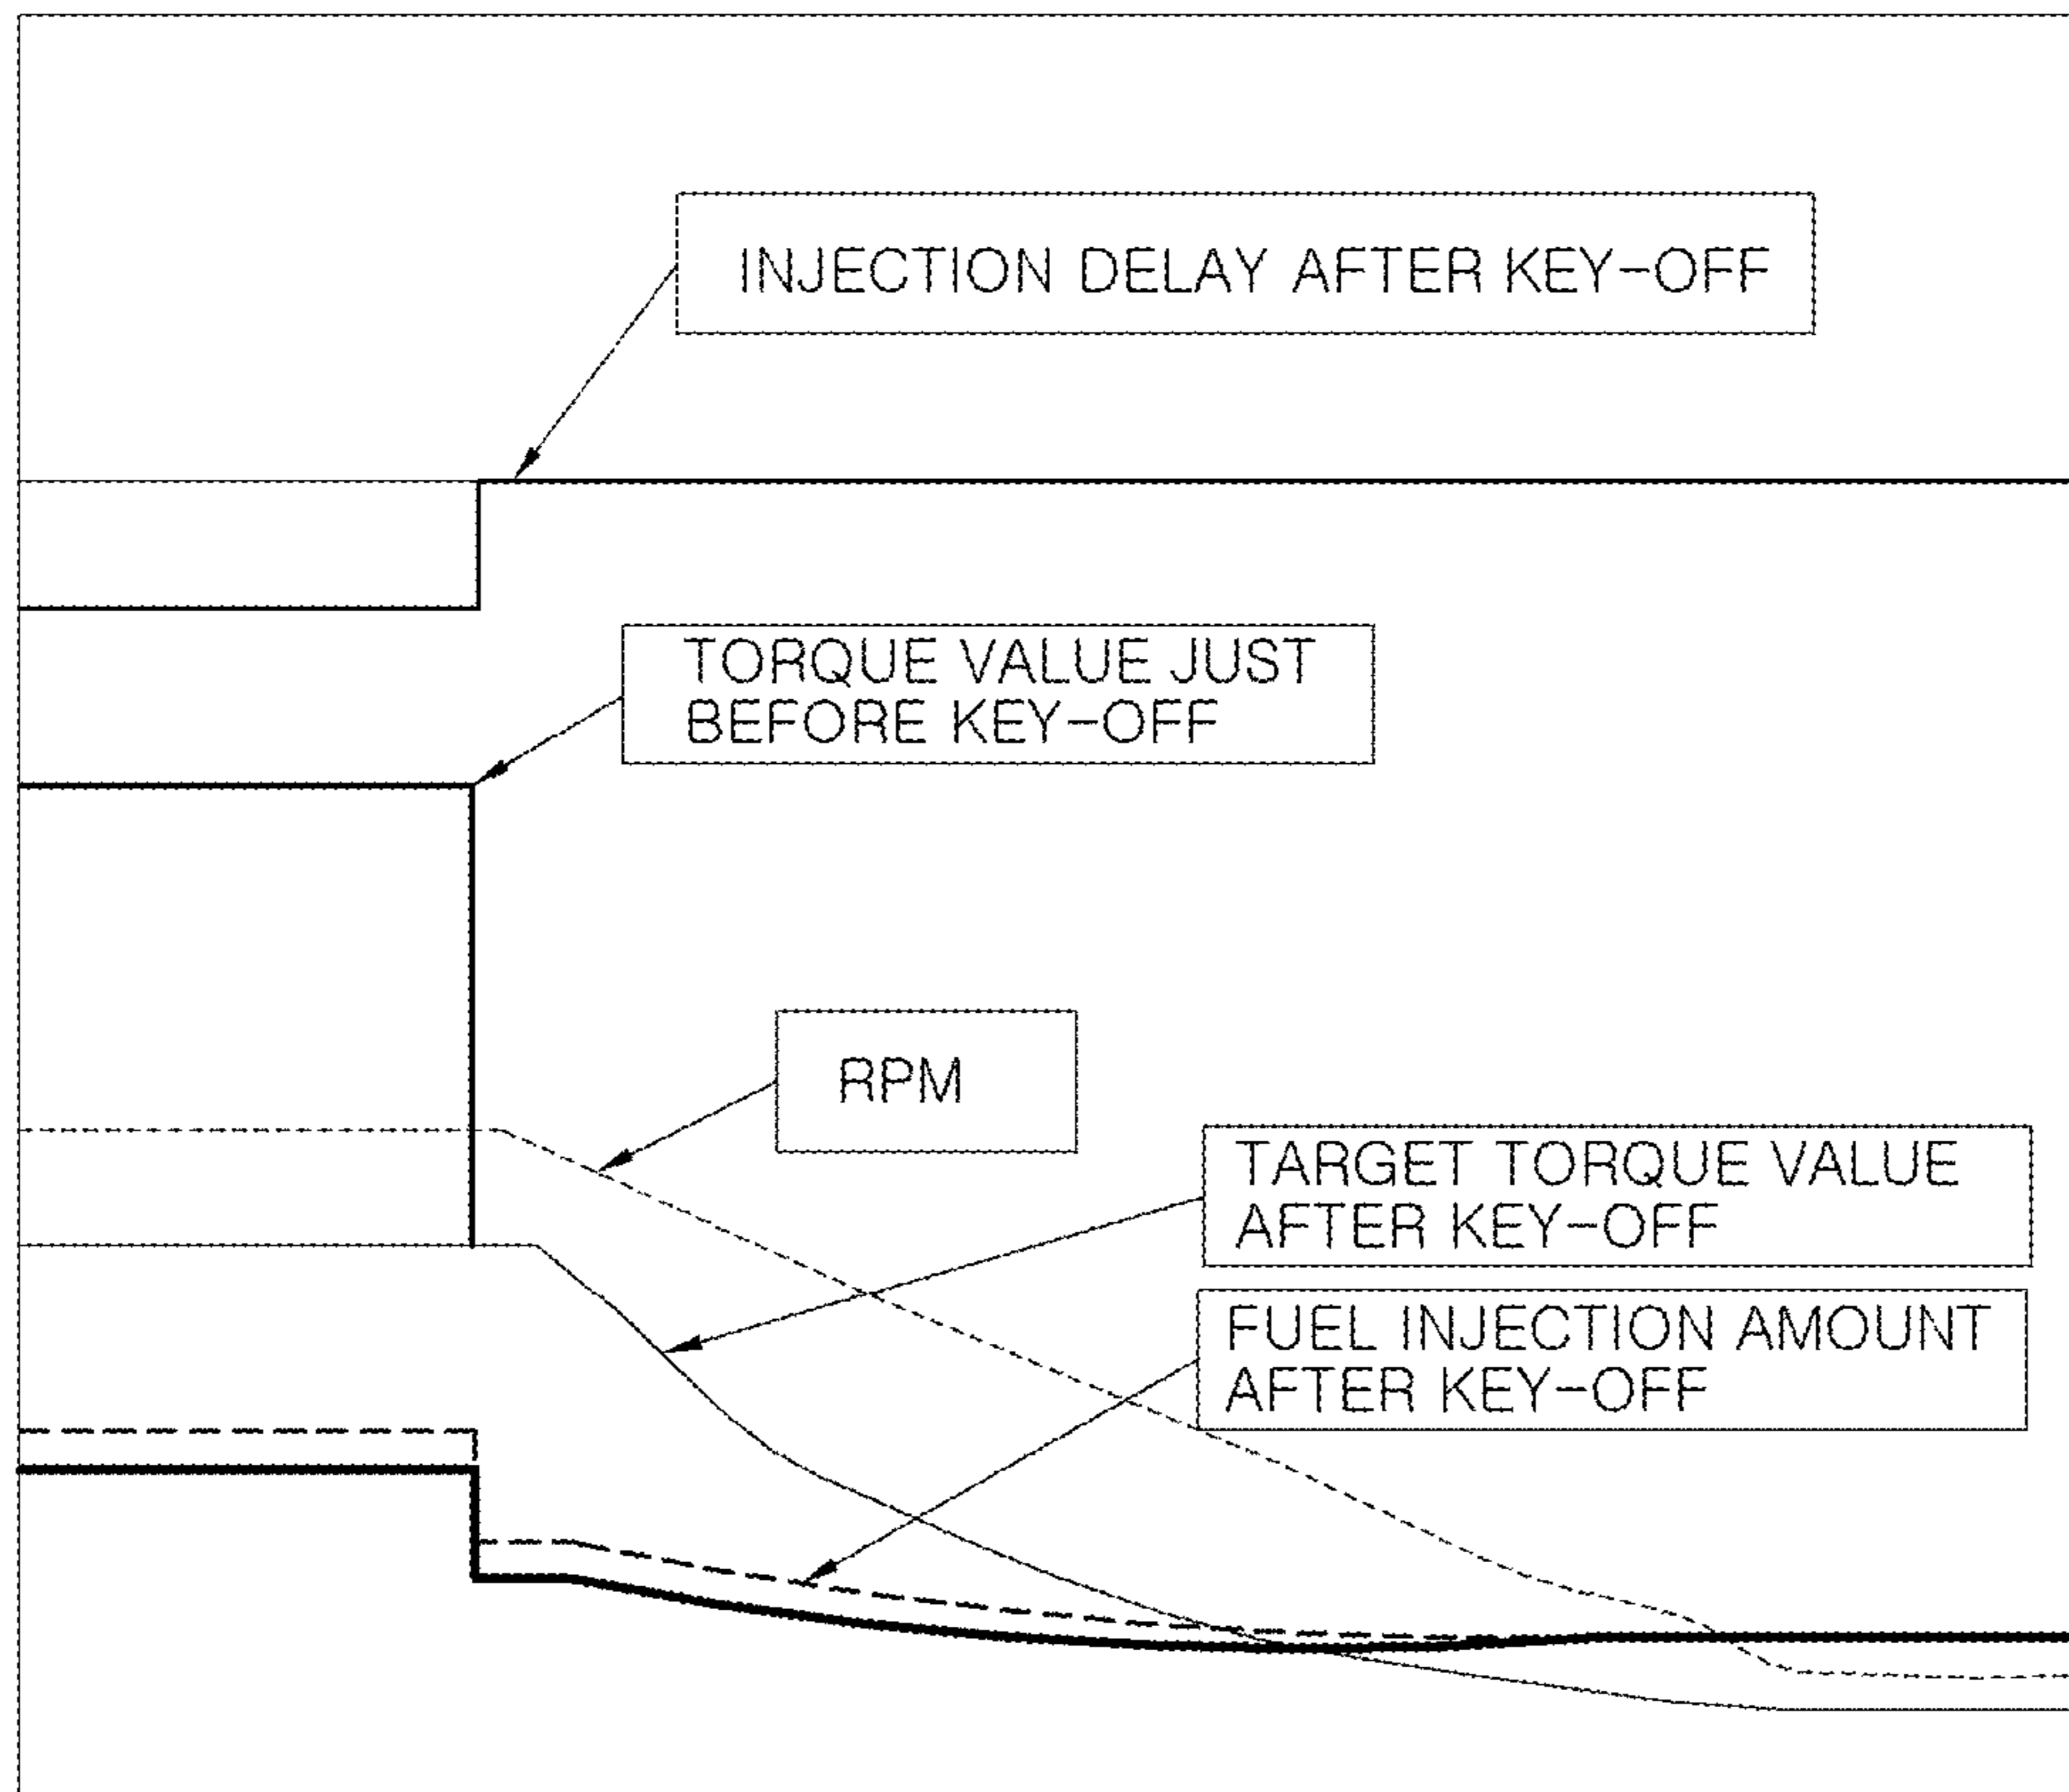 INJECTION DELAY AFTER KEY-OFF
TORQUE VALUE JUST
BEFORE KEY-OFF
RPM
TARGET TORQUE VALUE
AFTER KEY-OFF
FUEL INJECTION AMOUNT
AFTER KEY-OFF